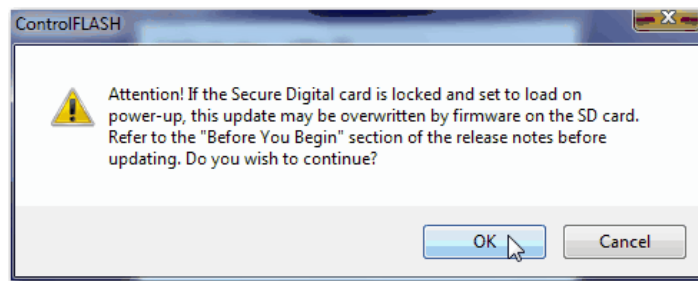 ControlFLASH
Attention! If the Secure Digital card is locked and set to load on
power-up, this update may be overwritten by firmware on the SD card.
Refer to the "Before You Begin" section of the release notes before
updating. Do you wish to continue?
OK
Cancel